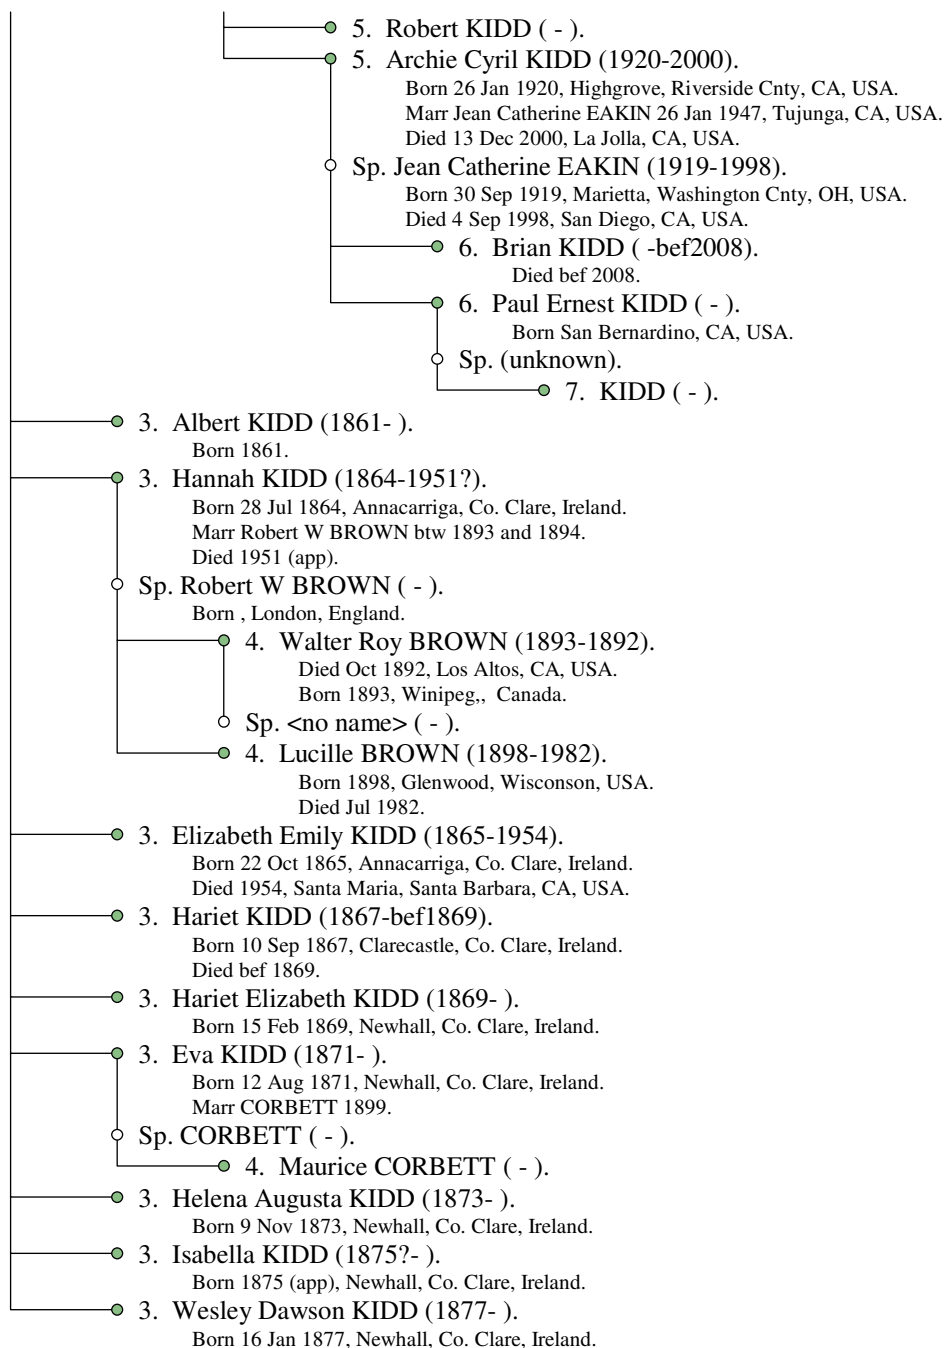 5. Robert KIDD ( - ).
5. Archie Cyril KIDD (1920-2000).
Born 26 Jan 1920, Highgrove, Riverside Cnty, CA, USA.
Marr Jean Catherine EAKIN 26 Jan 1947, Tujunga, CA, USA.
Died 13 Dec 2000, La Jolla, CA, USA.
Sp. Jean Catherine EAKIN (1919-1998).
Born 30 Sep 1919, Marietta, Washington Cnty, OH, USA.
Died 4 Sep 1998, San Diego, CA, USA.
6. Brian KIDD ( -bef2008).
Died bef 2008.
6. Paul Ernest KIDD ( - ).
Born San Bernardino, CA, USA.
Sp. (unknown).
7. KIDD ( - ).
3. Albert KIDD (1861- ).
Born 1861.
3. Hannah KIDD (1864-1951?).
Born 28 Jul 1864, Annacarriga, Co. Clare, Ireland.
Marr Robert W BROWN btw 1893 and 1894.
Died 1951 (app).
Sp. Robert W BROWN ( - ).
Born , London, England.
4. Walter Roy BROWN (1893-1892).
Died Oct 1892, Los Altos, CA, USA.
Born 1893, Winipeg,, Canada.
Sp. <no name> ( - ).
4. Lucille BROWN (1898-1982).
Born 1898, Glenwood, Wisconson, USA.
Died Jul 1982.
3. Elizabeth Emily KIDD (1865-1954).
Born 22 Oct 1865, Annacarriga, Co. Clare, Ireland.
Died 1954, Santa Maria, Santa Barbara, CA, USA.
3. Hariet KIDD (1867-bef1869).
Born 10 Sep 1867, Clarecastle, Co. Clare, Ireland.
Died bef 1869.
3. Hariet Elizabeth KIDD (1869- ).
Born 15 Feb 1869, Newhall, Co. Clare, Ireland.
3. Eva KIDD (1871- ).
Born 12 Aug 1871, Newhall, Co. Clare, Ireland.
Marr CORBETT 1899.
Sp. CORBETT ( - ).
4. Maurice CORBETT ( - ).
3. Helena Augusta KIDD (1873- ).
Born 9 Nov 1873, Newhall, Co. Clare, Ireland.
3. Isabella KIDD (1875?- ).
Born 1875 (app), Newhall, Co. Clare, Ireland.
3. Wesley Dawson KIDD (1877- ).
Born 16 Jan 1877, Newhall, Co. Clare, Ireland.